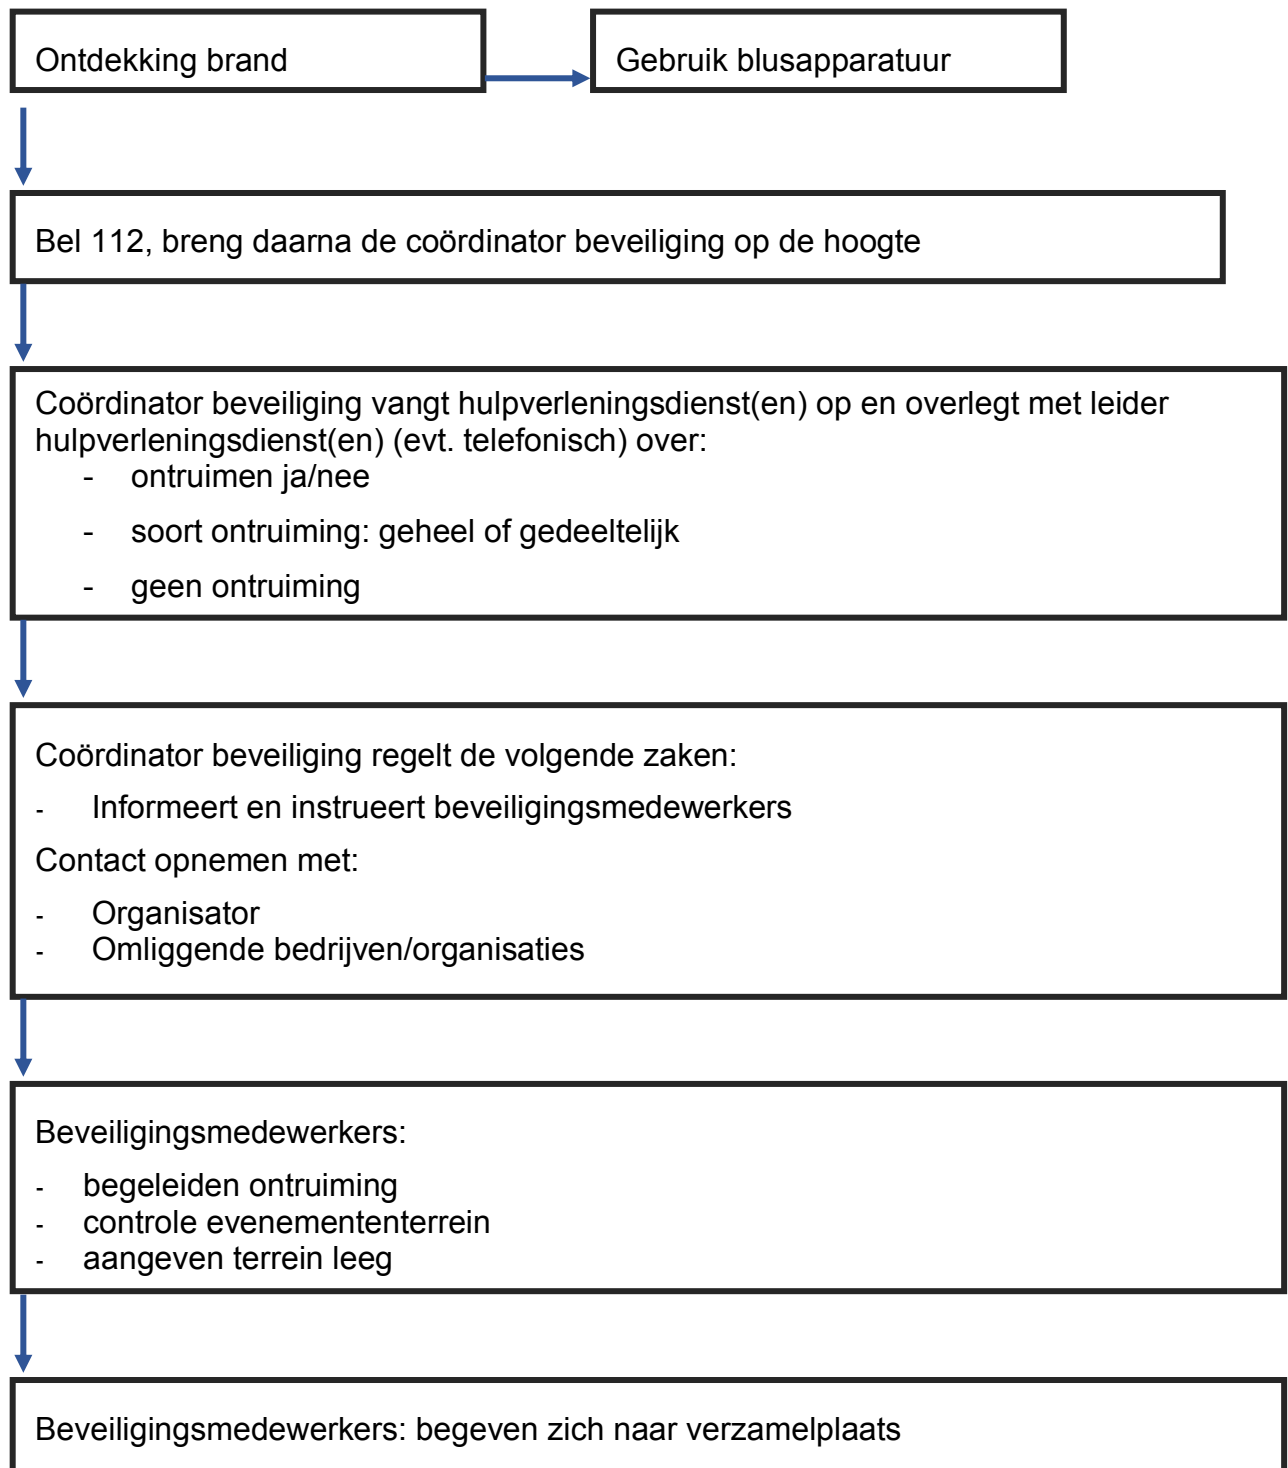 Ontdekking brand
Gebruik blusapparatuur
Bel 112, breng daarna de coördinator beveiliging op de hoogte
Coördinator beveiliging vangt hulpverleningsdienst(en) op en overlegt met leider
hulpverleningsdienst(en) (evt. telefonisch) over:
- ontruimen ja/nee
- soort ontruiming: geheel of gedeeltelijk
- geen ontruiming
Coördinator beveiliging regelt de volgende zaken:
- Informeert en instrueert beveiligingsmedewerkers
Contact opnemen met:
- Organisator
- Omliggende bedrijven/organisaties
Beveiligingsmedewerkers:
- begeleiden ontruiming
- controle evenemententerrein
- aangeven terrein leeg
Beveiligingsmedewerkers: begeven zich naar verzamelplaats